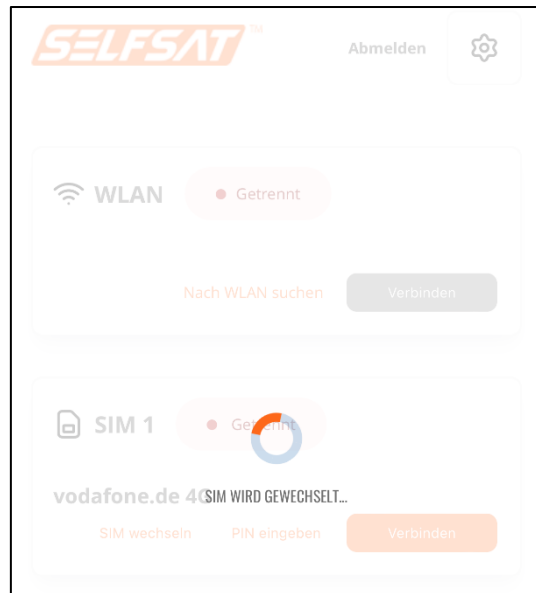 SELFSAT™
Abmelden
WLAN
Getrennt
Nach WLAN suchen
Verbinden
SIM 1
Getrennt
vodafone.de 4G
SIM WIRD GEWECHSELT...
SIM wechseln
PIN eingeben
Verbinden